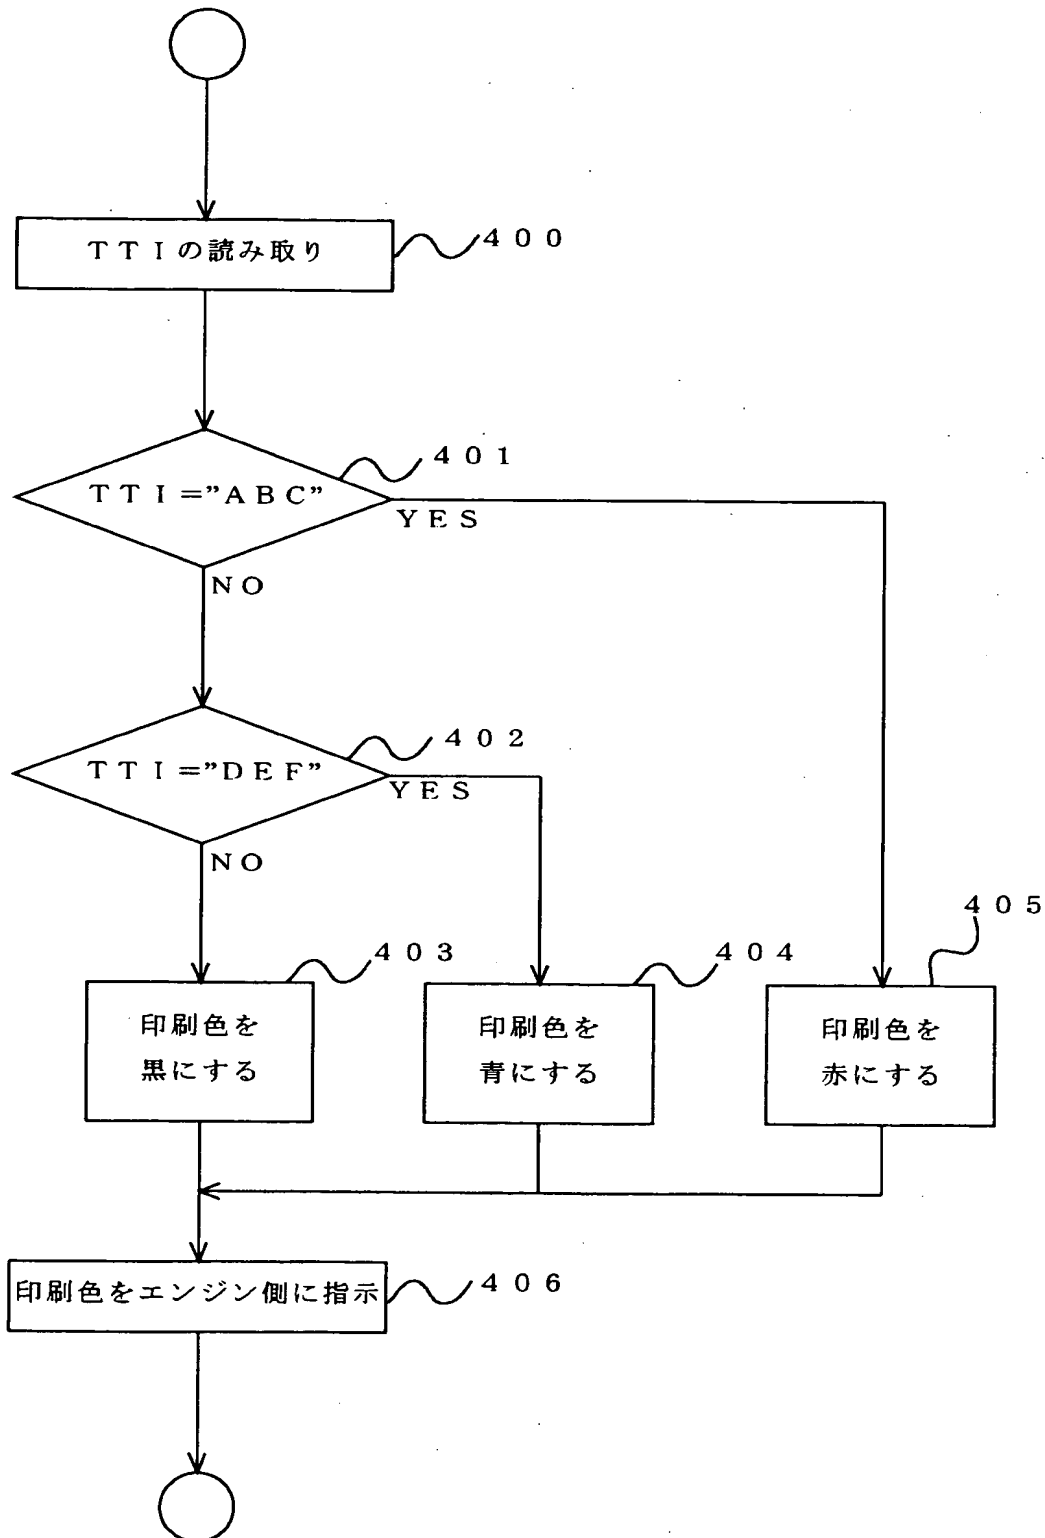 TTIの読み取り
400
TTI="ABC"
401
YES
NO
TTI="DEF"
402
YES
NO
403
404
405
印刷色を
黒にする
印刷色を
青にする
印刷色を
赤にする
印刷色をエンジン側に指示
406